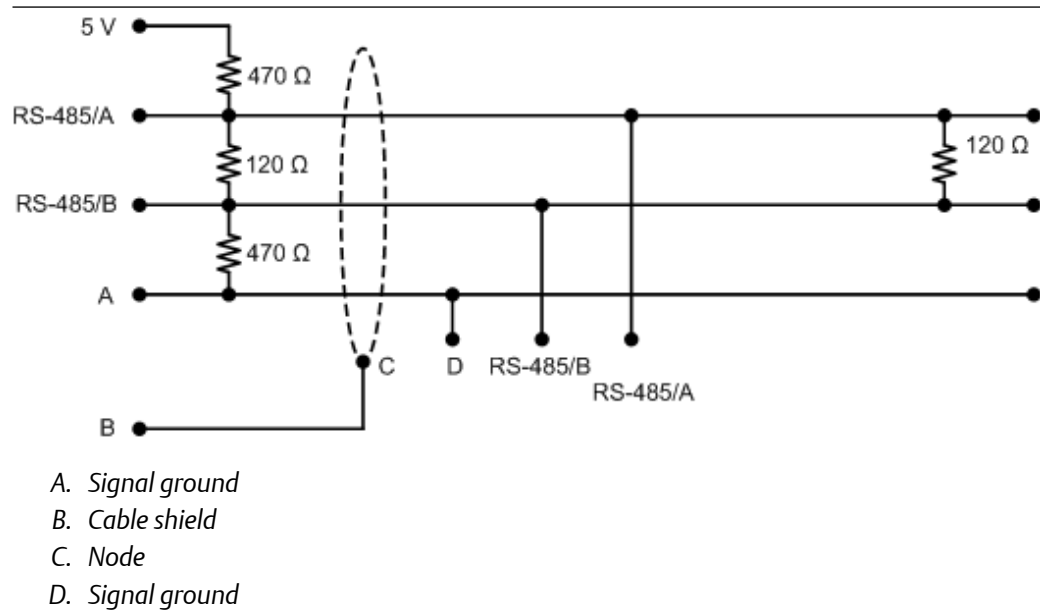 5 V
470 Ω
RS-485/A
120 Ω
120 Ω
RS-485/B
470 Ω
A
C
D
RS-485/B
RS-485/A
B
A. Signal ground
B. Cable shield
C. Node
D. Signal ground